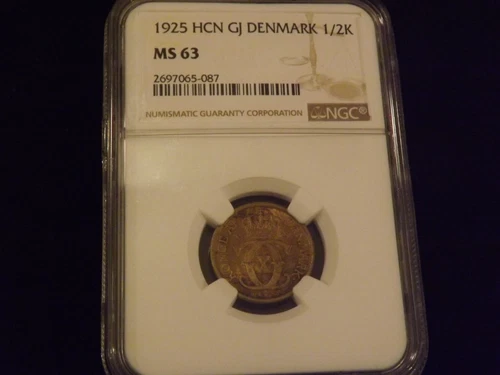 1925 HCN GJ DENMARK 1/2K
MS 63
2697065-087
NUMISMATIC GUARANTY CORPORATION
NGC®